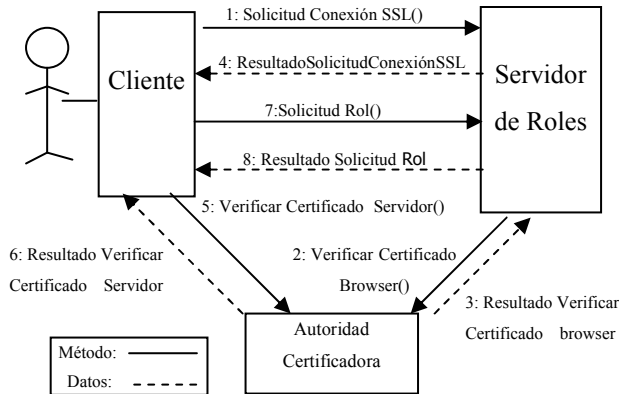 1: Solicitud Conexión SSL()
Cliente
4: ResultadoSolicitudConexiónSSL
Servidor
de Roles
7:Solicitud Rol()
8: Resultado Solicitud Rol
5: Verificar Certificado Servidor()
6: Resultado Verificar
Certificado Servidor
2: Verificar Certificado
Browser()
3: Resultado Verificar
Certificado browser
Autoridad
Certificadora
Método:
Datos: